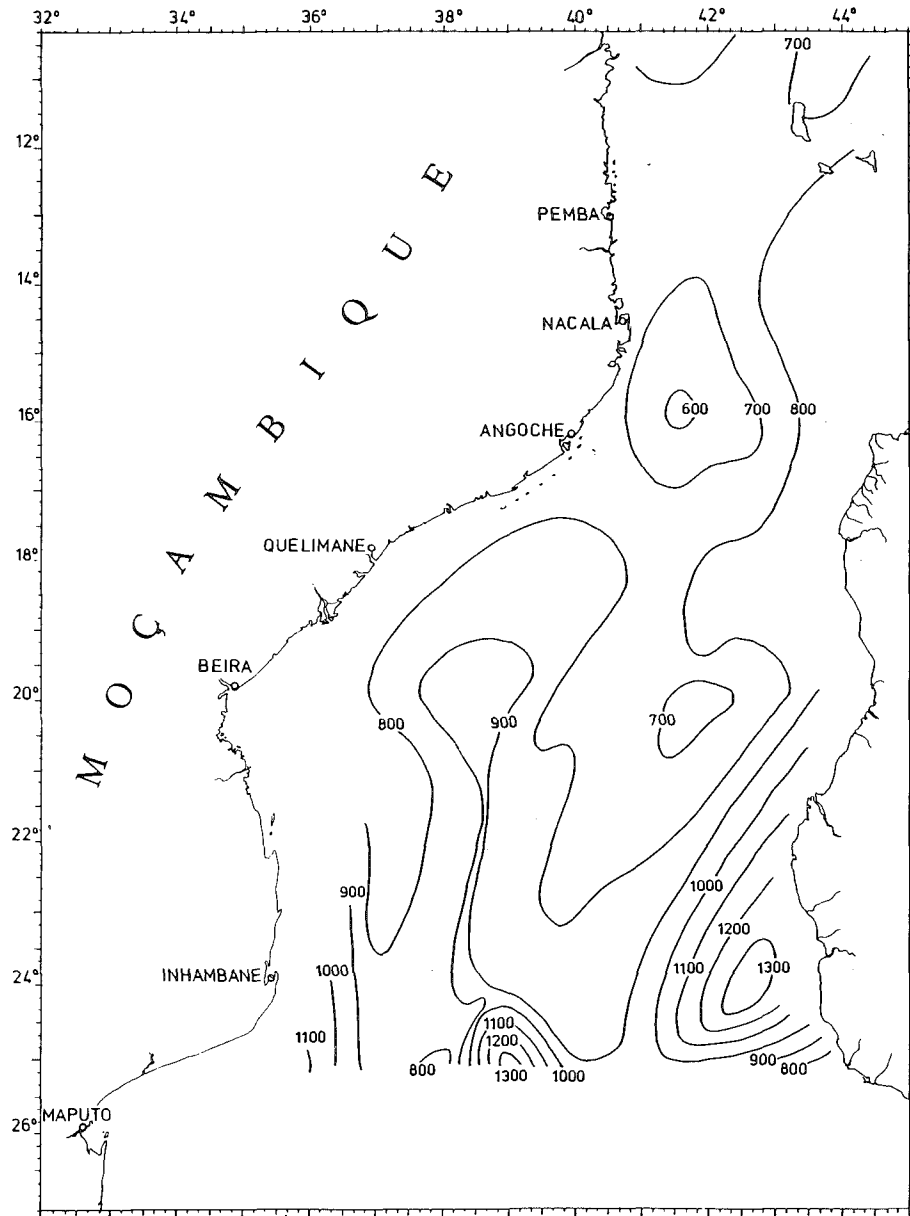 32° 34° 36° 38° 40° 42° 44°
700
12°
PEMBA
14°
NACALA
MOÇAMBIQUE
600 700 800
16°
ANGOCHE
QUELIMANE
18°
BEIRA
20°
800 900 700
22°
900
1000
1200
1300
1100
24°
INHAMBANE
1000
1100
1100
1200
800 1300 1000
900
800
MAPUTO
26°